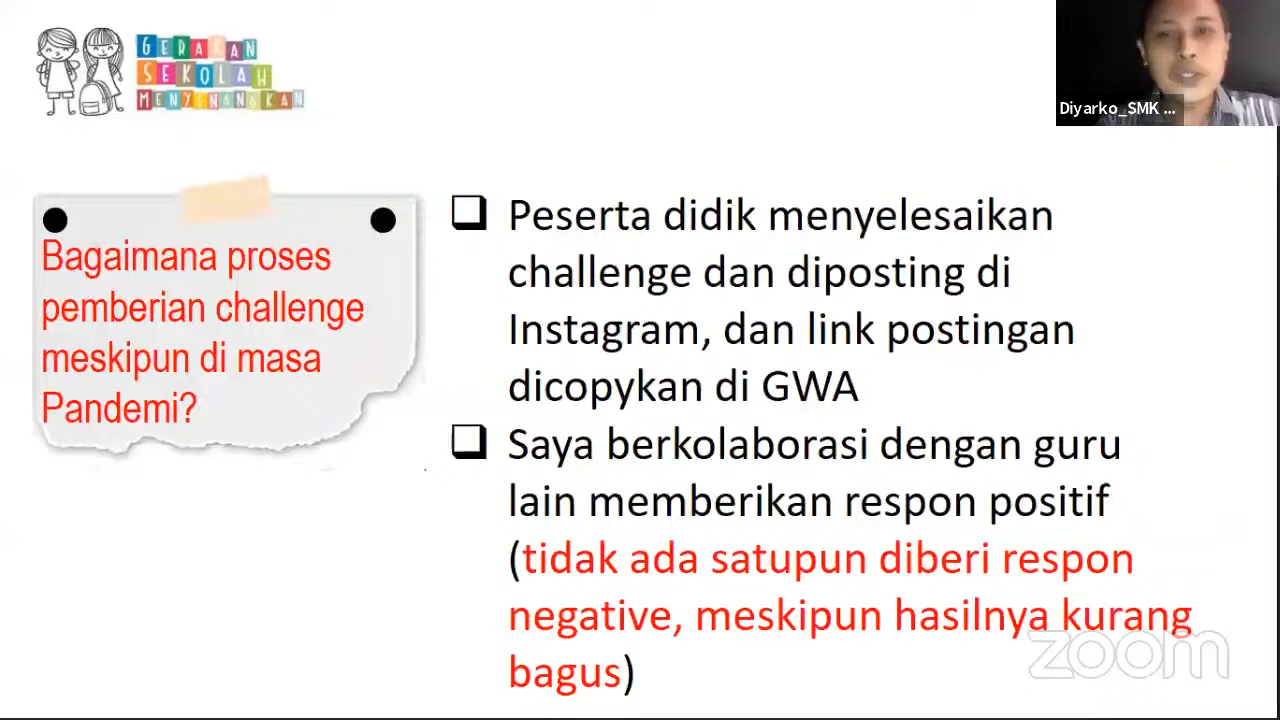 GERAKAN
SEKOLAH
MENYENANGKAN
Diyarko_SMK ...
Bagaimana proses
pemberian challenge
meskipun di masa
Pandemi?
❑ Peserta didik menyelesaikan
challenge dan diposting di
Instagram, dan link postingan
dicopykan di GWA
❑ Saya berkolaborasi dengan guru
lain memberikan respon positif
(tidak ada satupun diberi respon
negative, meskipun hasilnya kurang
bagus)
zoom